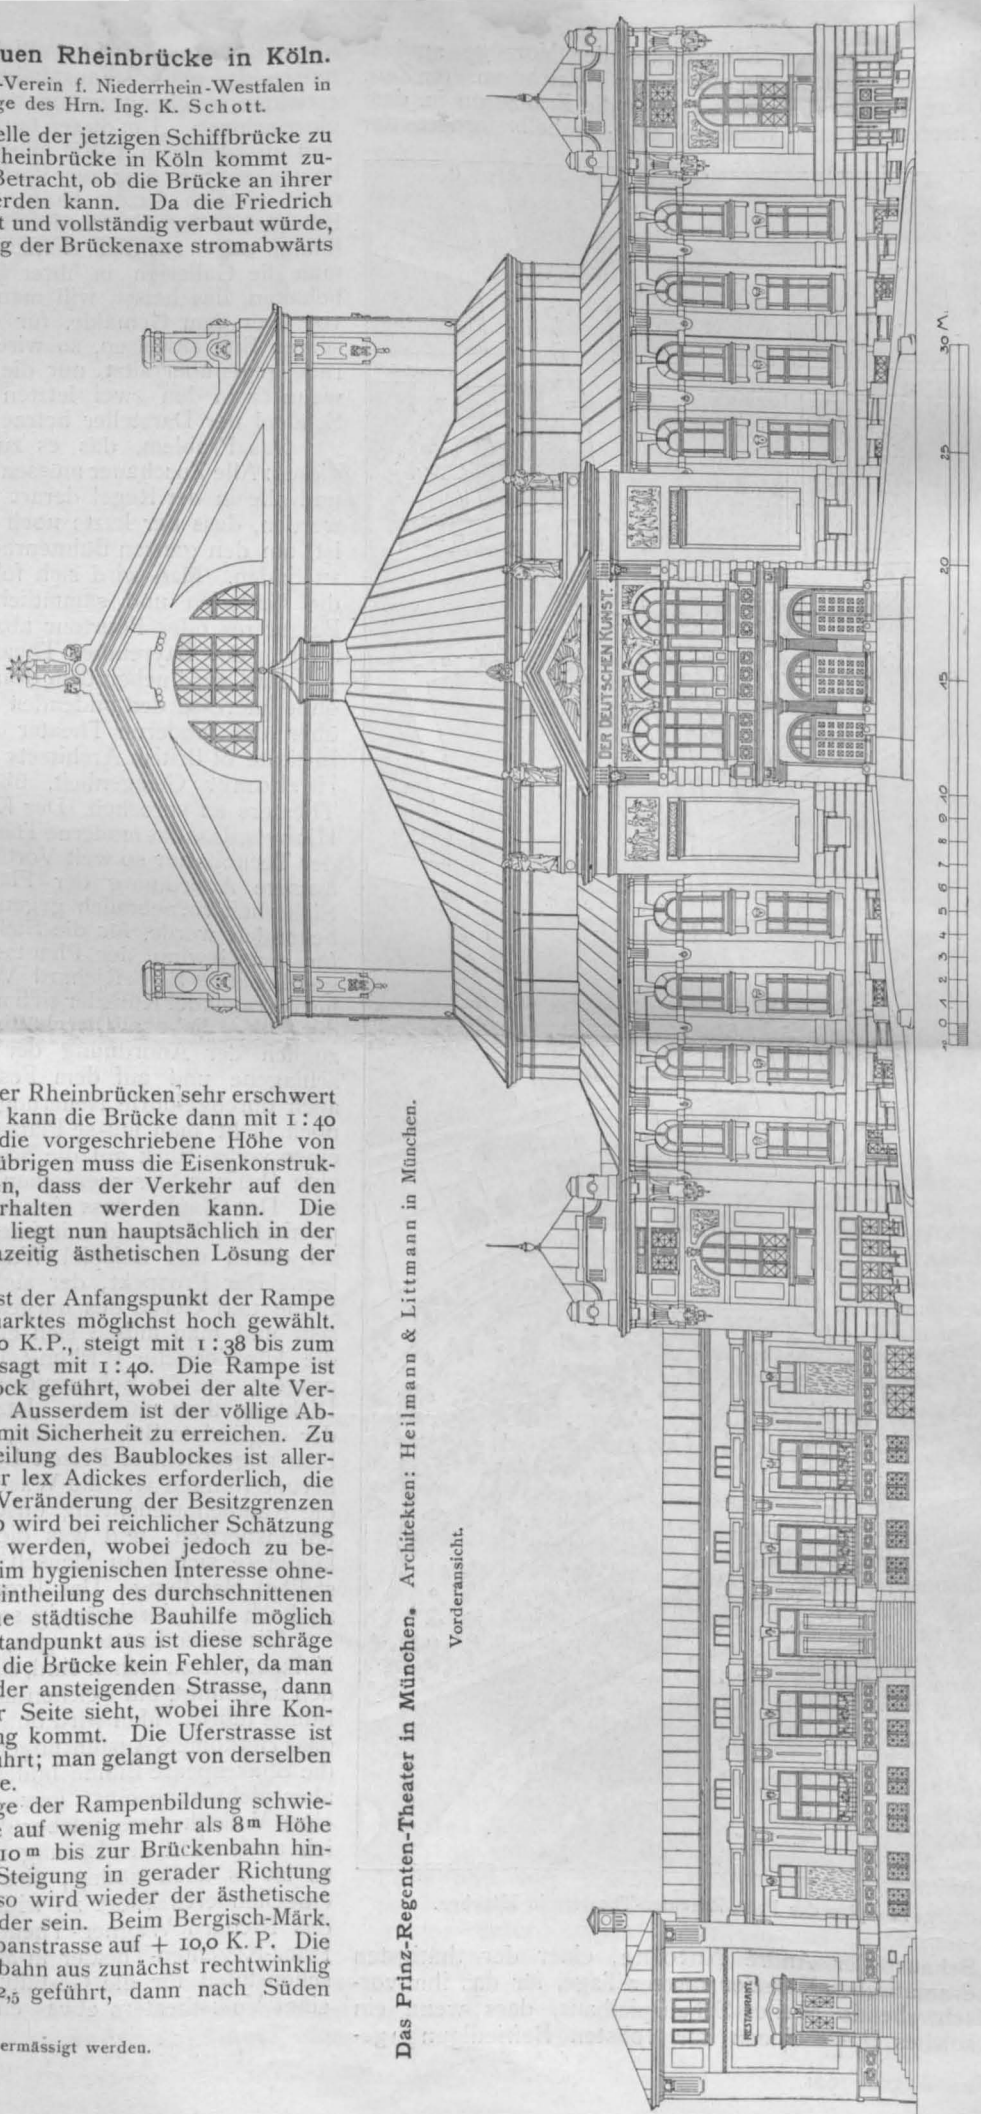 uen Rheinbrücke in Köln.
-Verein f. Niederrhein-Westfalen in
ge des Hrn. Ing. K. Schott.
elle der jetzigen Schiffbrücke zu
heinbrücke in Köln kommt zu-
Betracht, ob die Brücke an ihrer
erden kann. Da die Friedrich
t und vollständig verbaut würde,
g der Brückenaxe stromabwärts
er Rheinbrücken sehr erschwert
kann die Brücke dann mit 1:40
die vorgeschriebene Höhe von
übrigen muss die Eisenkonstruk-
n, dass der Verkehr auf den
rhalten werden kann. Die
liegt nun hauptsächlich in der
nzeitig ästhetischen Lösung der
st der Anfangspunkt der Rampe
marktes möglichst hoch gewählt.
o K.P., steigt mit 1:38 bis zum
sagt mit 1:40. Die Rampe ist
ock geführt, wobei der alte Ver-
Ausserdem ist der völlige Ab-
mit Sicherheit zu erreichen. Zu
eilung des Baublockes ist aller-
r lex Adickes erforderlich, die
Veränderung der Besitzgrenzen
o wird bei reichlicher Schätzung
werden, wobei jedoch zu be-
im hygienischen Interesse ohne-
intheilung des durchschnittenen
ne städtische Bauhilfe möglich
tandpunkt aus ist diese schräge
die Brücke kein Fehler, da man
der ansteigenden Strasse, dann
r Seite sieht, wobei ihre Kon-
ng kommt. Die Uferstrasse ist
ührt; man gelangt von derselben
e.
ge der Rampenbildung schwie-
e auf wenig mehr als 8m Höhe
10m bis zur Brückenbahn hin-
Steigung in gerader Richtung
so wird wieder der ästhetische
der sein. Beim Bergisch-Märk.
banstrasse auf + 10,0 K. P. Die
bahn aus zunächst rechtwinklig
2,5 geführt, dann nach Süden
ermässigt werden.
Das Prinz-Regenten-Theater in München. Architekten: Heilmann & Littmann in München.
Vorderansicht.
DER DEUTSCHEN KUNST.
RESTAURANT.
10 0 1 2 3 4 5 6 7 8 9 10 15 20 25 30 M.